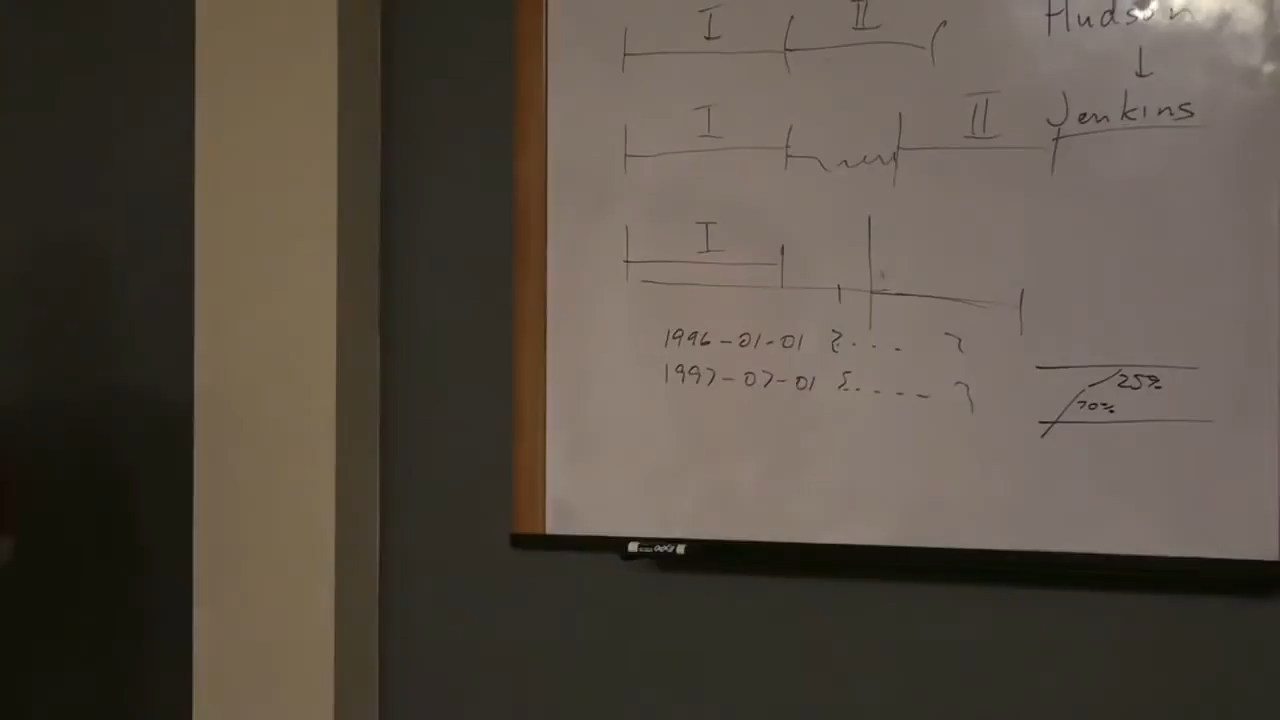 I II Hudson
↓
I II Jenkins
I
1996-01-01 {... }
1997-07-01 {..... }
25%
70%